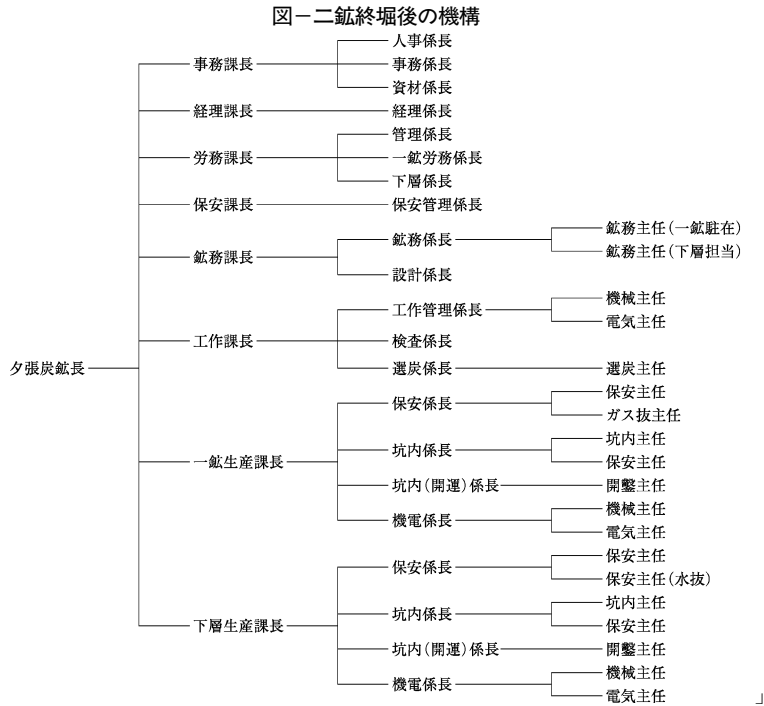 図－二鉱終堀後の機構
夕張炭鉱長
事務課長
人事係長
事務係長
資材係長
経理課長
経理係長
労務課長
管理係長
一鉱労務係長
下層係長
保安課長
保安管理係長
鉱務課長
鉱務係長
鉱務主任(一鉱駐在)
鉱務主任(下層担当)
設計係長
工作課長
工作管理係長
機械主任
電気主任
検査係長
選炭係長
選炭主任
一鉱生産課長
保安係長
保安主任
ガス抜主任
坑内係長
坑内主任
保安主任
坑内(開運)係長
開鑿主任
機電係長
機械主任
電気主任
下層生産課長
保安係長
保安主任
保安主任(水抜)
坑内係長
坑内主任
保安主任
坑内(開運)係長
開鑿主任
機電係長
機械主任
電気主任
」